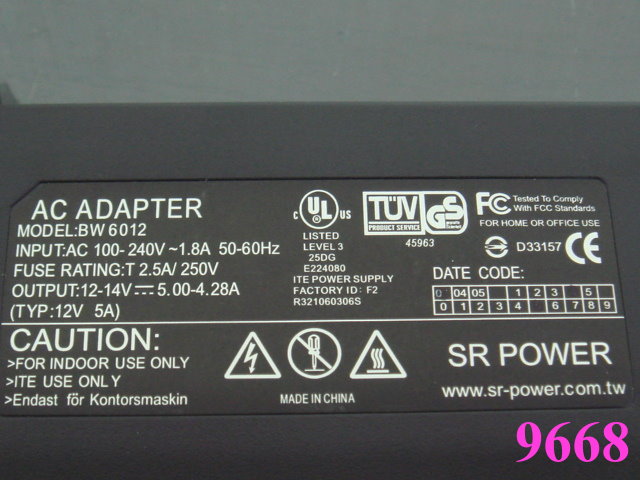 AC ADAPTER
MODEL:BW 6012
INPUT:AC 100-240V ~1.8A 50-60Hz
FUSE RATING:T 2.5A/ 250V
OUTPUT:12-14V⎓5.00-4.28A
(TYP:12V 5A)
C UL US
LISTED
LEVEL 3
25DG
E224080
ITE POWER SUPPLY
FACTORY ID: F2
R321060306S
TÜV
PRODUCT SERVICE
GS
45963
FC Tested To Comply
With FCC Standards
FOR HOME OR OFFICE USE
D33157 CE
DATE CODE:
04 05 1 2 3 5
0 1 2 3 4 5 6 7 8 9
CAUTION:
>FOR INDOOR USE ONLY
>ITE USE ONLY
>Endast för Kontorsmaskin
MADE IN CHINA
SR POWER
www.sr-power.com.tw
9668